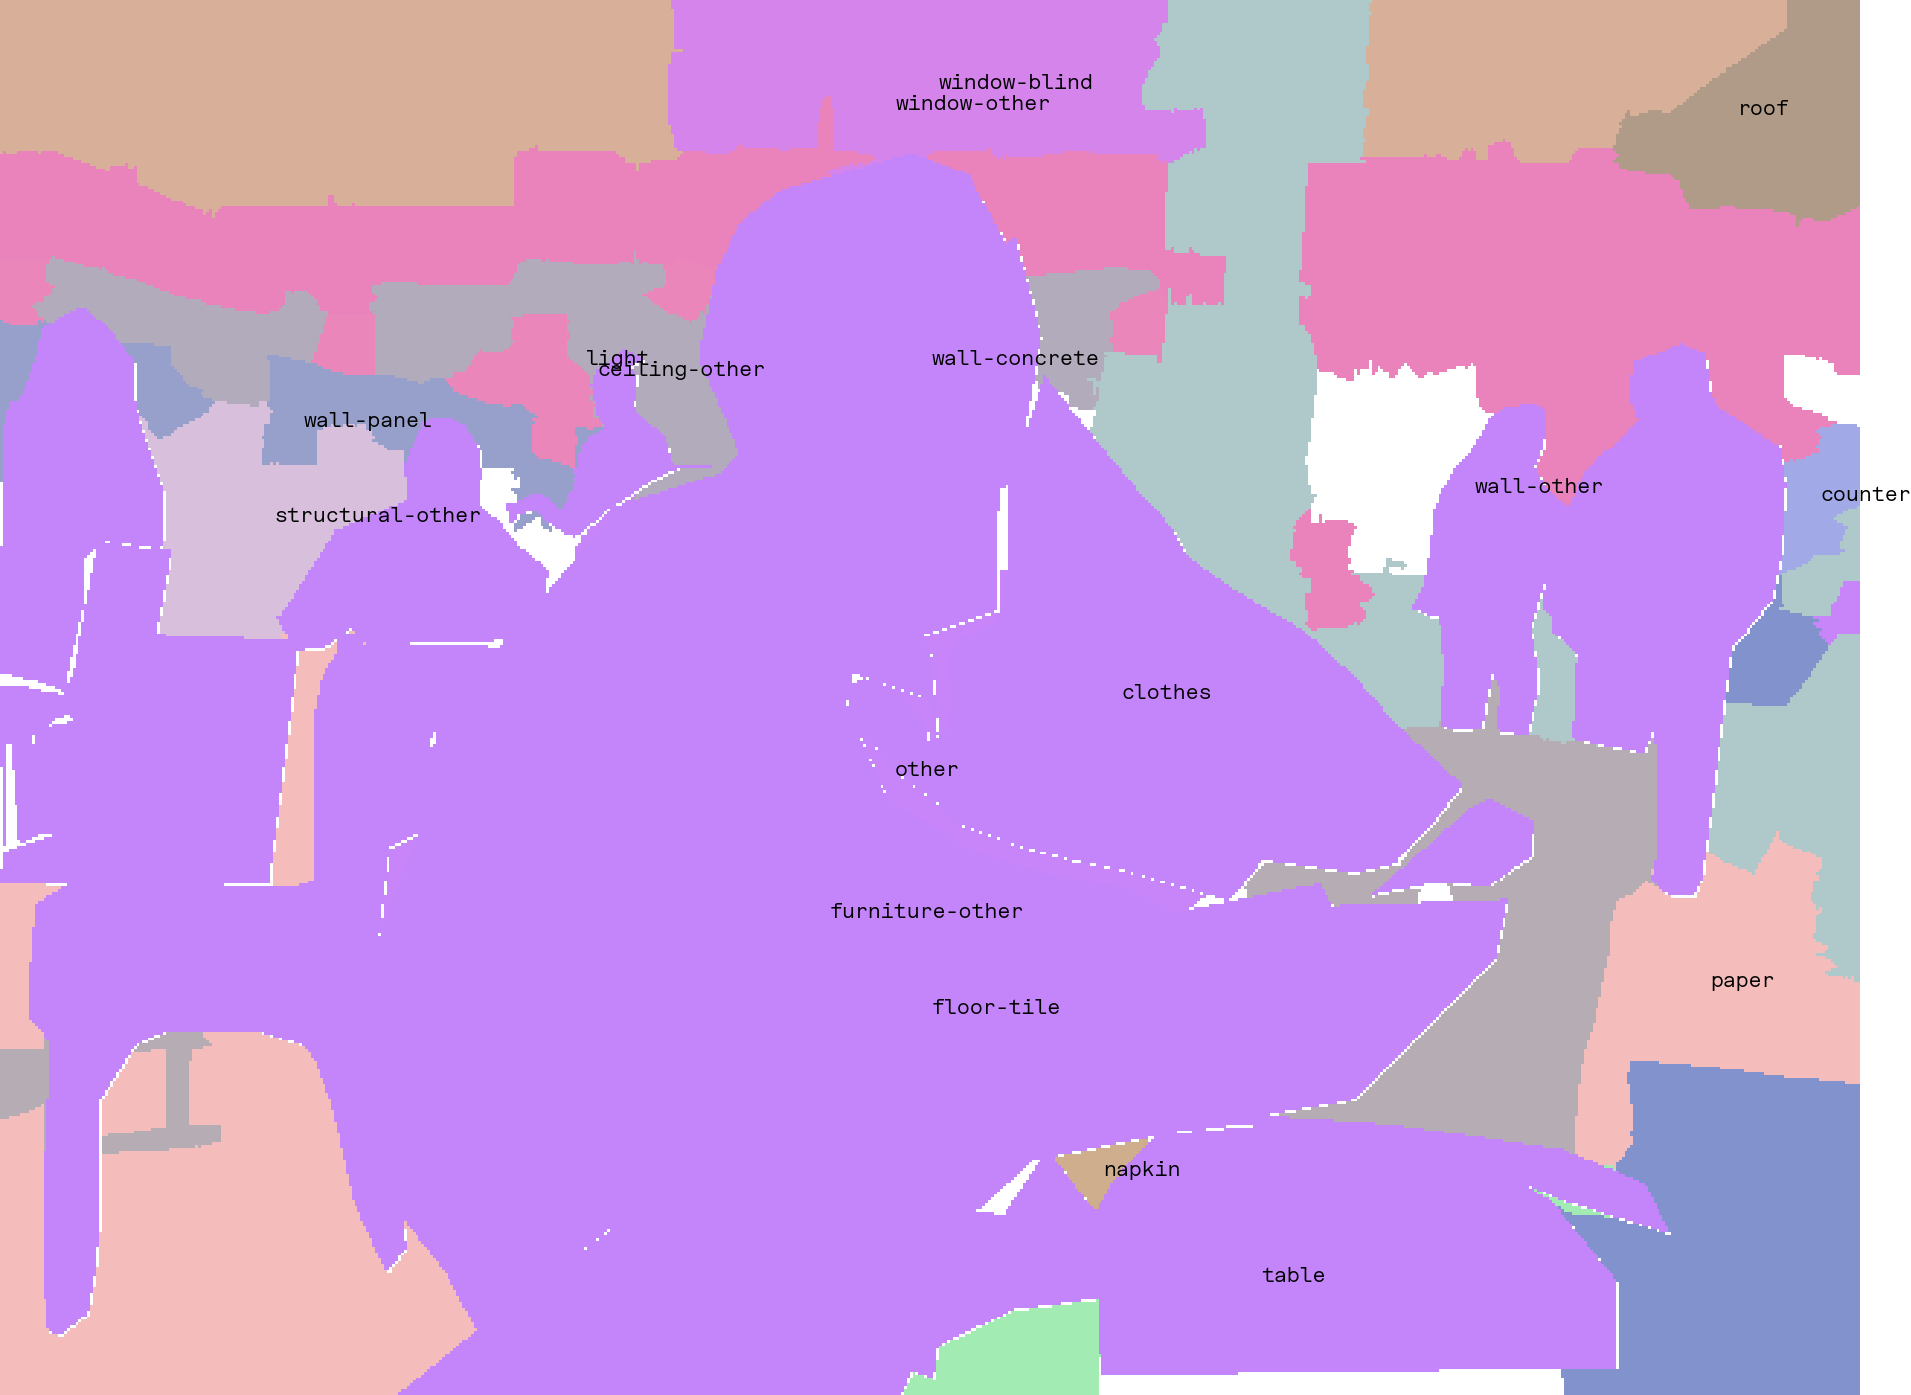 window-blind
window-other
roof
light
ceiling-other
wall-concrete
wall-panel
wall-other
counter
structural-other
clothes
other
furniture-other
paper
floor-tile
napkin
table